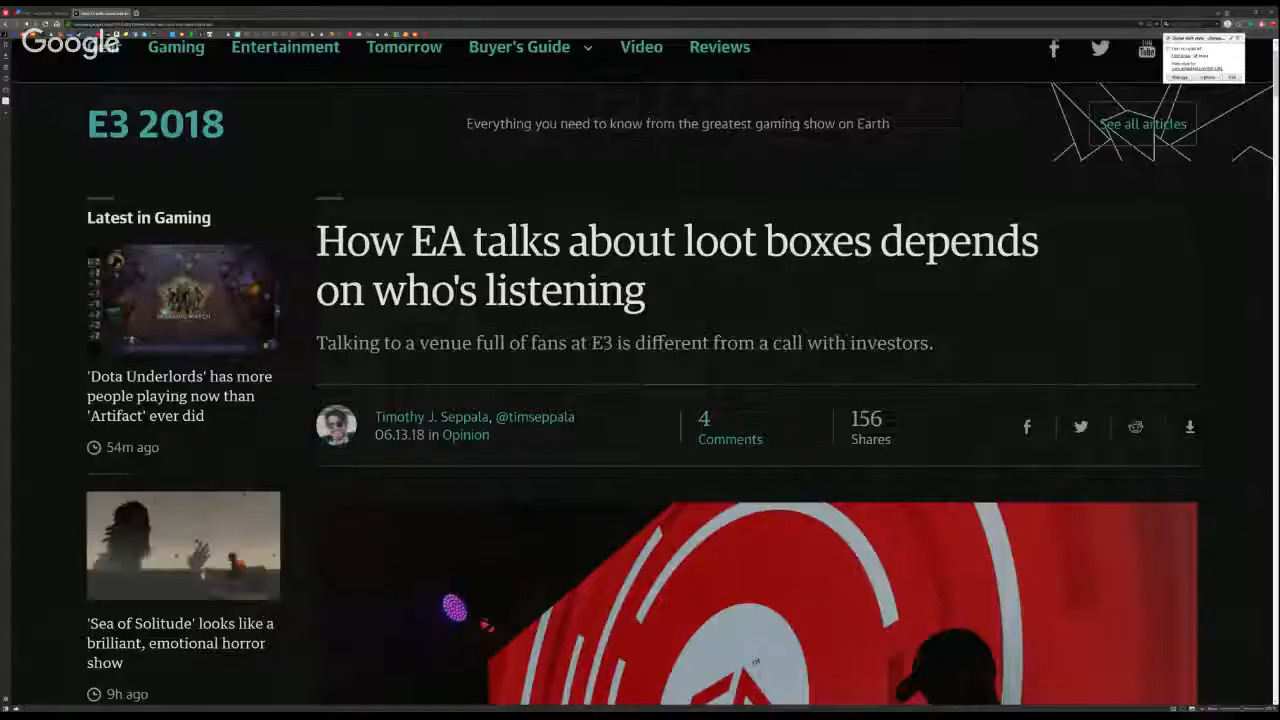 Google
Gaming
Entertainment
Tomorrow
Buyer's Guide
Video
Reviews
You
Tube
E3 2018
Everything you need to know from the greatest gaming show on Earth
See all articles
Latest in Gaming
'Dota Underlords' has more
people playing now than
'Artifact' ever did
54m ago
'Sea of Solitude' looks like a
brilliant, emotional horror
show
9h ago
How EA talks about loot boxes depends
on who's listening
Talking to a venue full of fans at E3 is different from a call with investors.
Timothy J. Seppala, @timseppala
06.13.18 in Opinion
4
Comments
156
Shares